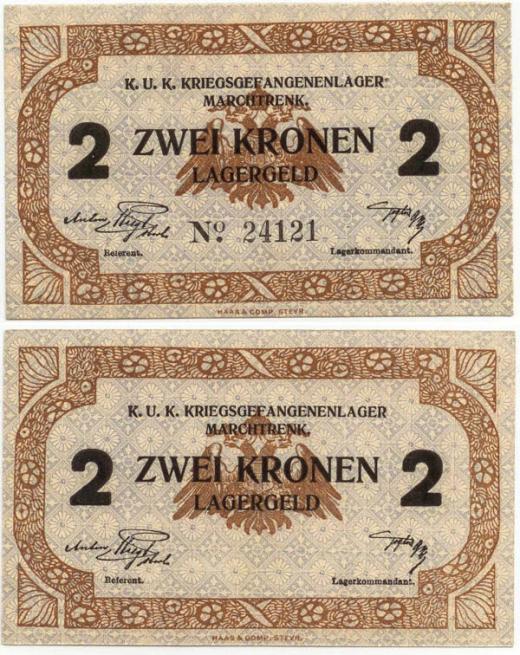 K. U. K. KRIEGSGEFANGENENLAGER
MARCHTRENK.
2 ZWEI KRONEN 2
LAGERGELD
No. 24121
Referent. Lagerkommandant.
HAAS & COMP. STEYR.
K. U. K. KRIEGSGEFANGENENLAGER
MARCHTRENK.
2 ZWEI KRONEN 2
LAGERGELD
Referent. Lagerkommandant.
HAAS & COMP. STEYR.